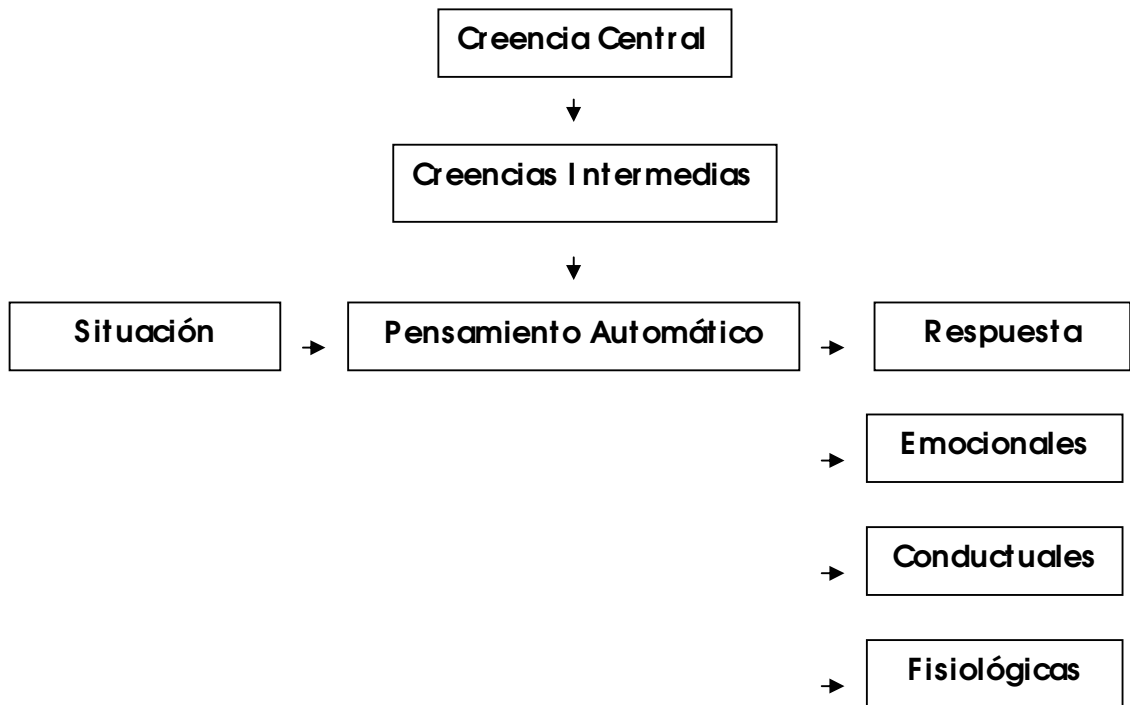 Creencia Central
Creencias Intermedias
Situación
Pensamiento Automático
Respuesta
Emocionales
Conductuales
Fisiológicas